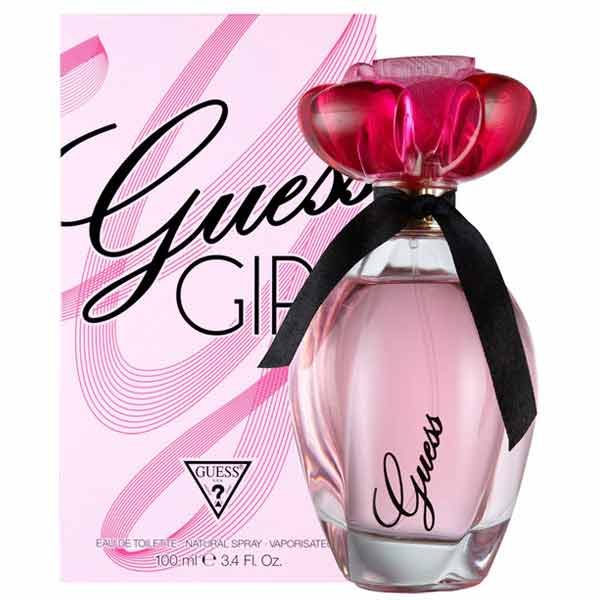 Guess
GIR
GUESS
?
EAU DE TOILETTE · NATURAL SPRAY · VAPORISATE
100 ml ℮ 3.4 Fl. Oz.
Guess